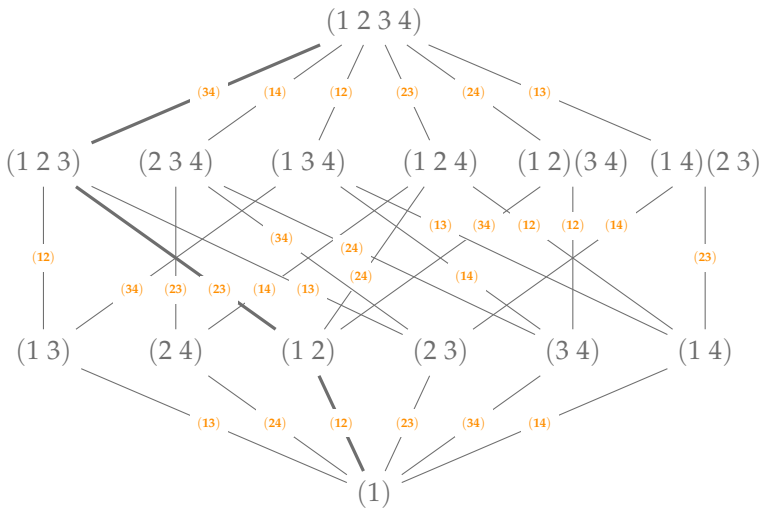 (1 2 3 4)
(34) (14) (12) (23) (24) (13)
(1 2 3) (2 3 4) (1 3 4) (1 2 4) (1 2)(3 4) (1 4)(2 3)
(13) (34) (12) (12) (14)
(34)
(24)
(12) (23)
(24) (14)
(34) (23) (23) (14) (13)
(1 3) (2 4) (1 2) (2 3) (3 4) (1 4)
(13) (24) (12) (23) (34) (14)
(1)